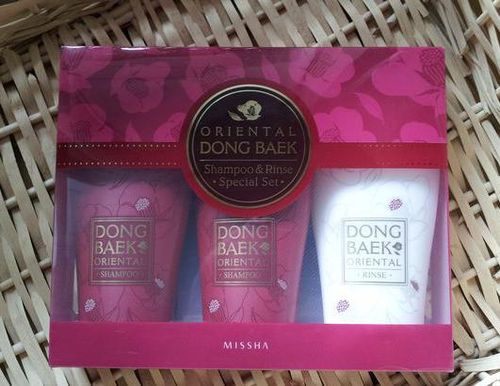 ORIENTAL
DONG BAEK
Shampoo & Rinse
• Special Set •
DONG
BAEK
ORIENTAL
• SHAMPOO •
DONG
BAEK
ORIENTAL
• SHAMPOO •
DONG
BAEK
ORIENTAL
• RINSE •
MISSHA